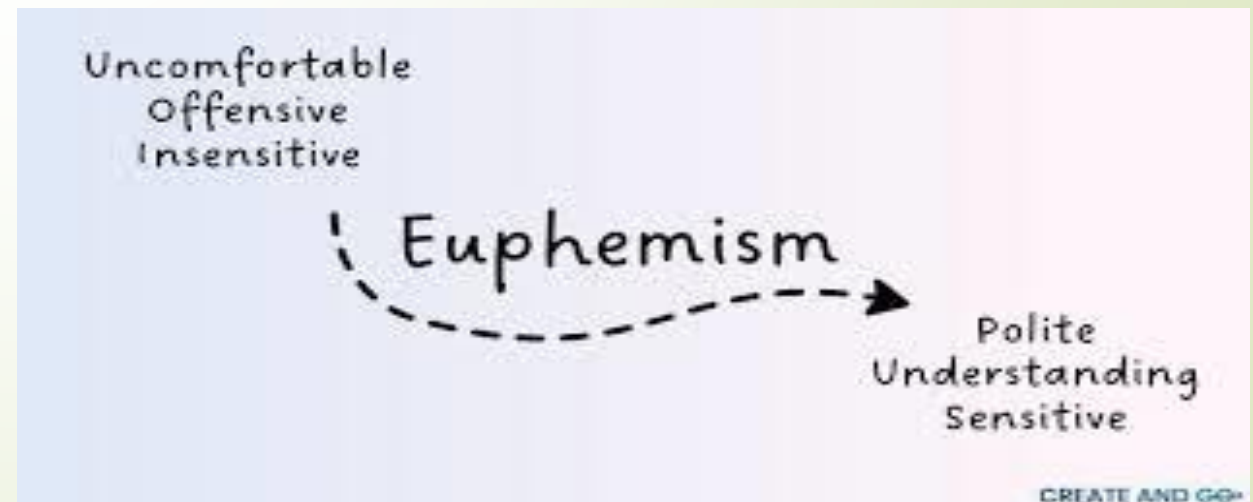 Uncomfortable
Offensive
Insensitive
Euphemism
Polite
Understanding
Sensitive
CREATE AND GO